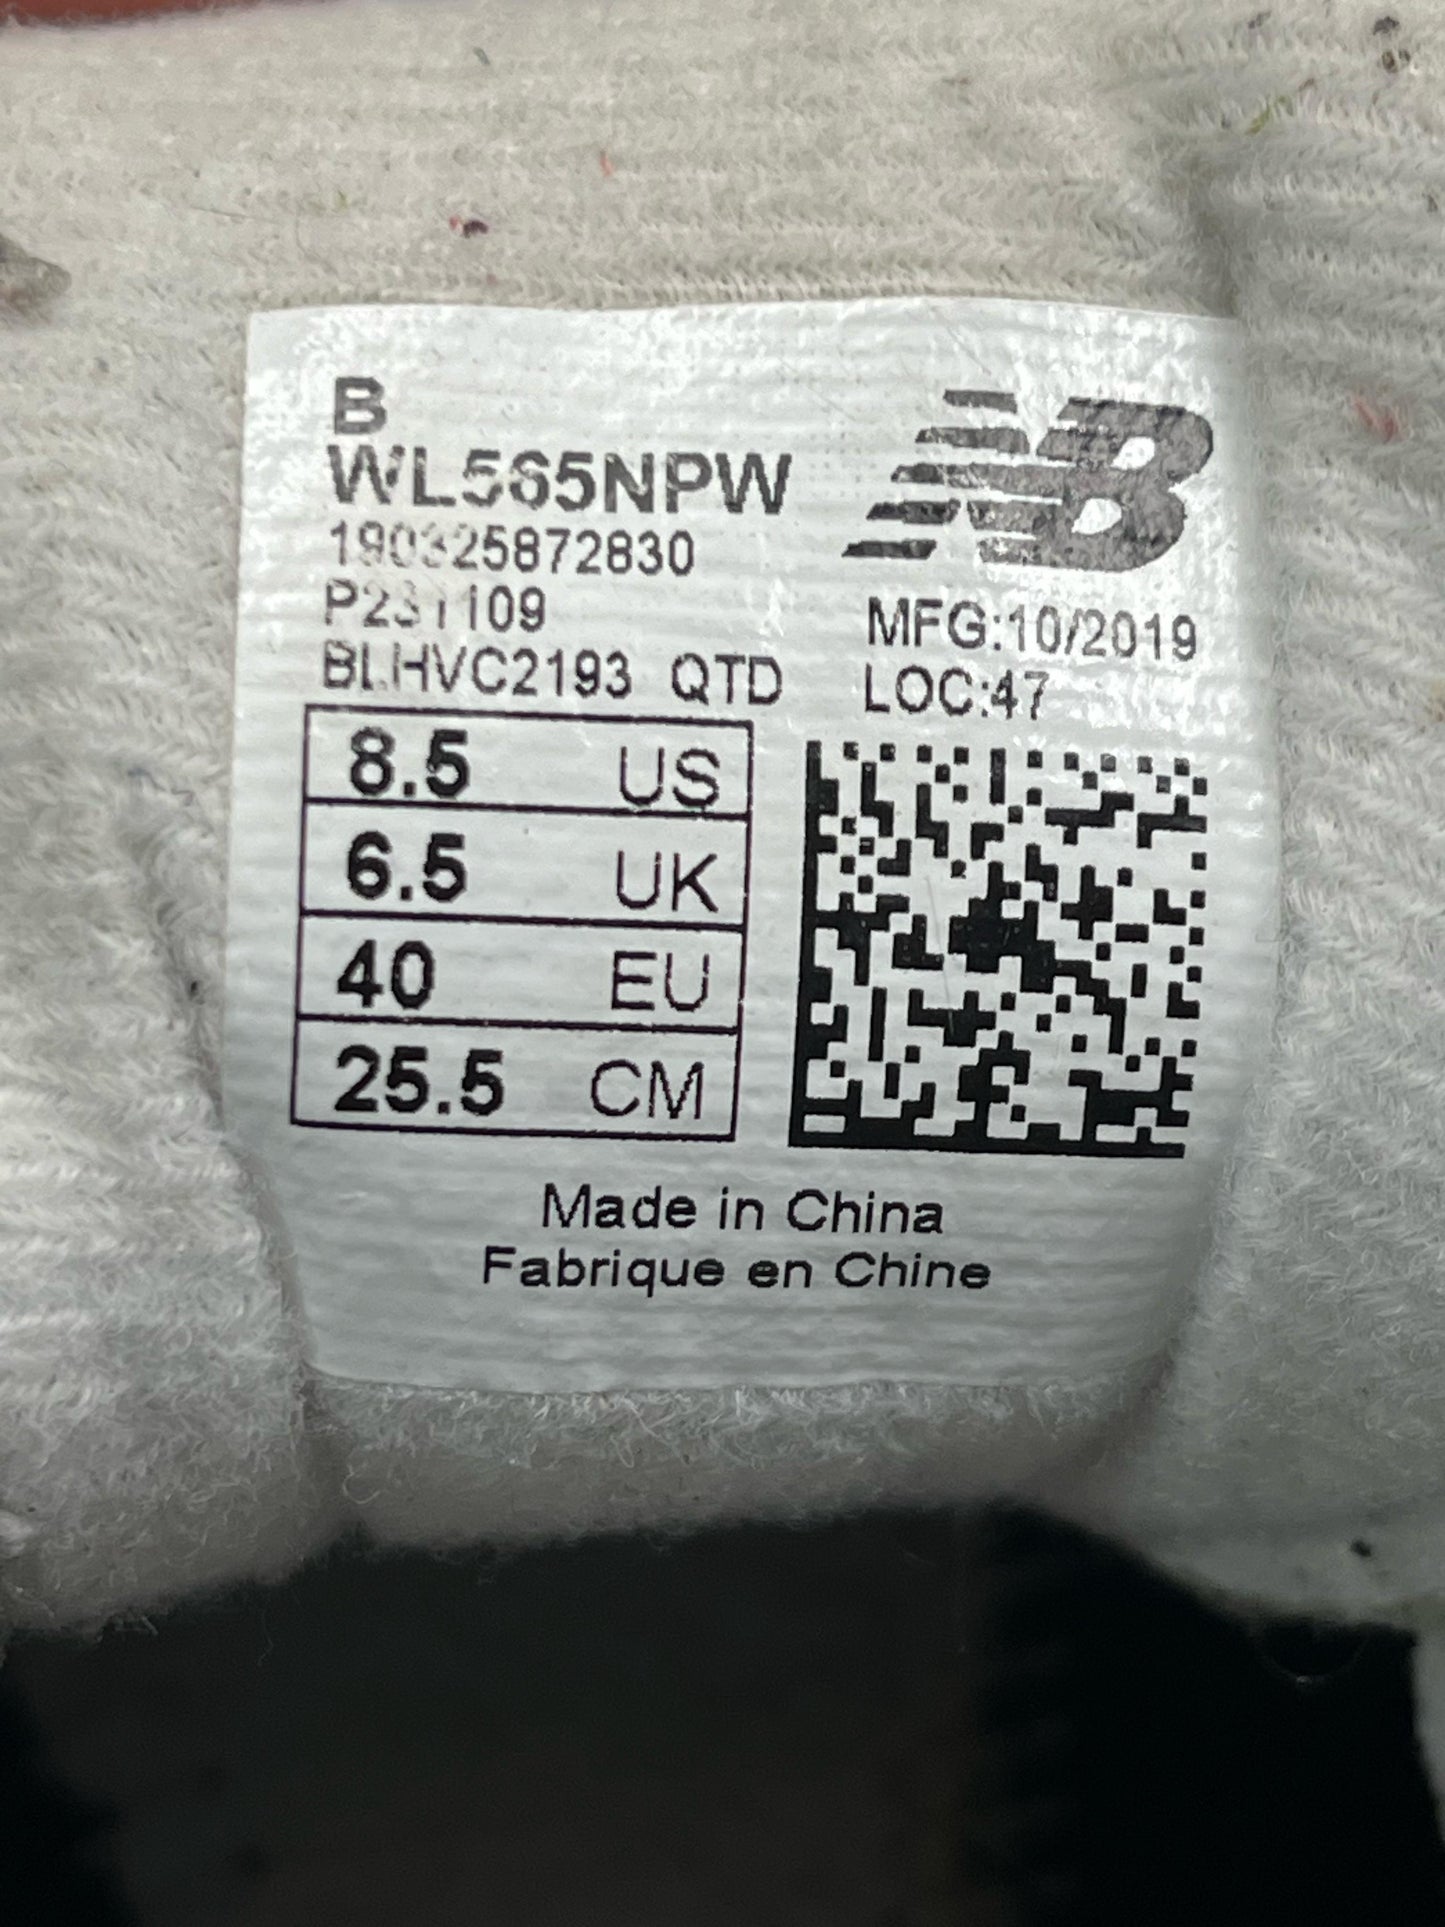 B
WL565NPW
190325872830
P231109
BLHVC2193 QTD
NB
MFG:10/2019
LOC:47
8.5 US
6.5 UK
40 EU
25.5 CM
Made in China
Fabrique en Chine